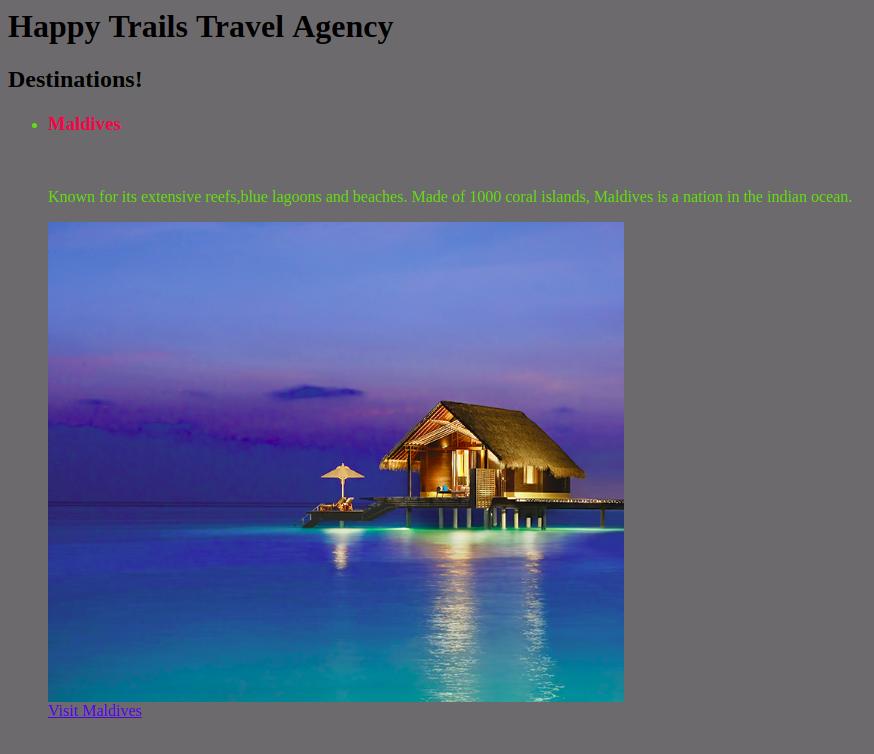 Happy Trails Travel Agency
Destinations!
Maldives
Known for its extensive reefs,blue lagoons and beaches. Made of 1000 coral islands, Maldives is a nation in the indian ocean.
Visit Maldives